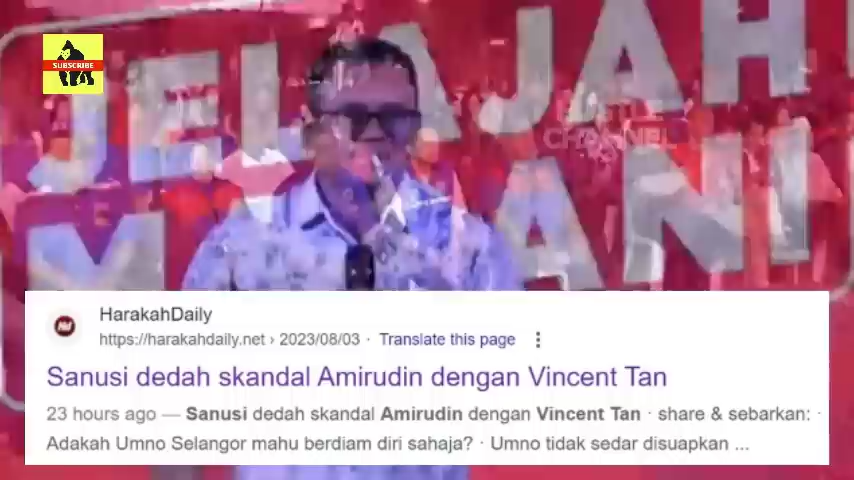 SUBSCRIBE
JELAJAH
CHANNEL
HarakahDaily
https://harakahdaily.net › 2023/08/03 · Translate this page
Sanusi dedah skandal Amirudin dengan Vincent Tan
23 hours ago — Sanusi dedah skandal Amirudin dengan Vincent Tan · share & sebarkan: ·
Adakah Umno Selangor mahu berdiam diri sahaja? · Umno tidak sedar disuapkan ...